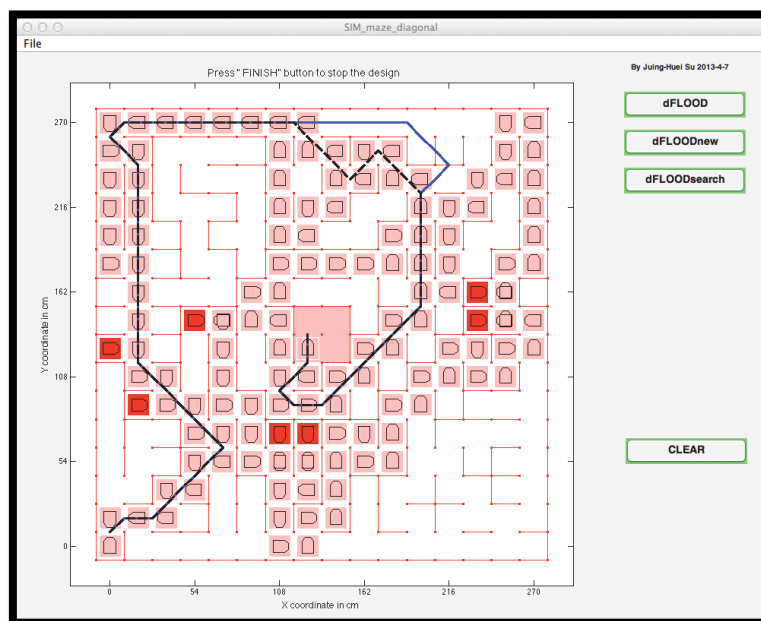 SIM_maze_diagonal
File
Press " FINISH" button to stop the design
By Juing-Huei Su 2013-4-7
dFLOOD
dFLOODnew
dFLOODsearch
CLEAR
Y coordinate in cm
270
216
162
108
54
0
0 54 108 162 216 270
X coordinate in cm